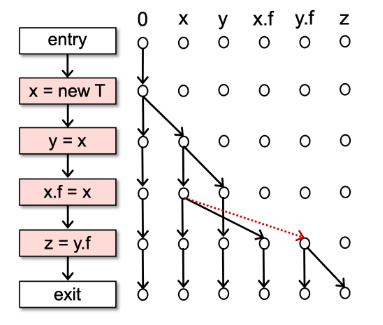 0 x y x.f y.f z
entry
x = new T
y = x
x.f = x
z = y.f
exit